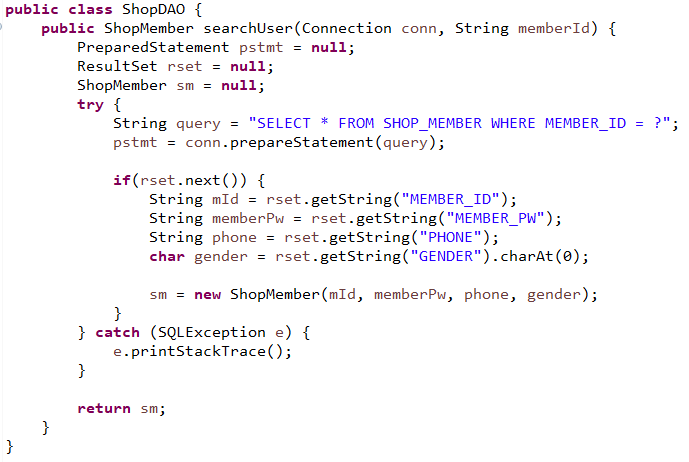 public class ShopDAO {
    public ShopMember searchUser(Connection conn, String memberId) {
        PreparedStatement pstmt = null;
        ResultSet rset = null;
        ShopMember sm = null;
        try {
            String query = "SELECT * FROM SHOP_MEMBER WHERE MEMBER_ID = ?";
            pstmt = conn.prepareStatement(query);

            if(rset.next()) {
                String mId = rset.getString("MEMBER_ID");
                String memberPw = rset.getString("MEMBER_PW");
                String phone = rset.getString("PHONE");
                char gender = rset.getString("GENDER").charAt(0);

                sm = new ShopMember(mId, memberPw, phone, gender);
            }
        } catch (SQLException e) {
            e.printStackTrace();
        }

        return sm;
    }
}